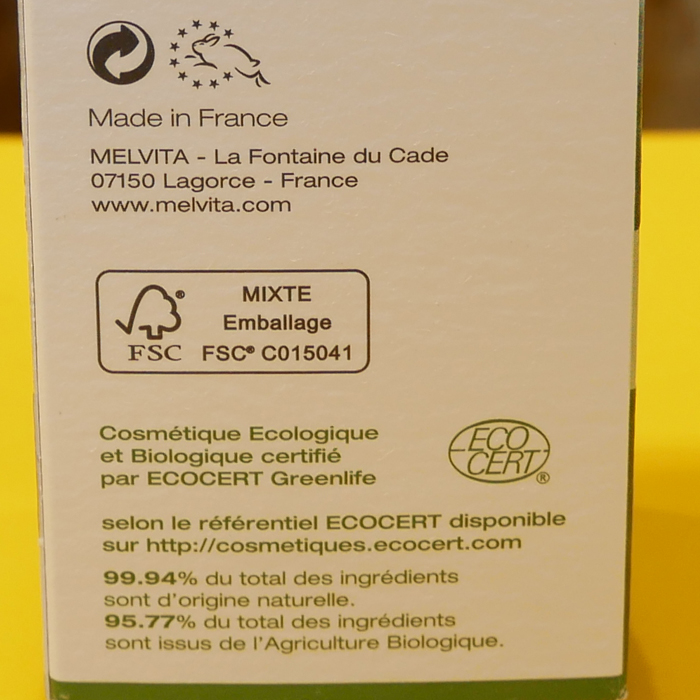 Made in France
MELVITA - La Fontaine du Cade
07150 Lagorce - France
www.melvita.com
MIXTE
Emballage
FSC® C015041
FSC
®
Cosmétique Ecologique
et Biologique certifié
par ECOCERT Greenlife
ECO
CERT
®
selon le référentiel ECOCERT disponible
sur http://cosmetiques.ecocert.com
99.94% du total des ingrédients
sont d'origine naturelle.
95.77% du total des ingrédients
sont issus de l'Agriculture Biologique.